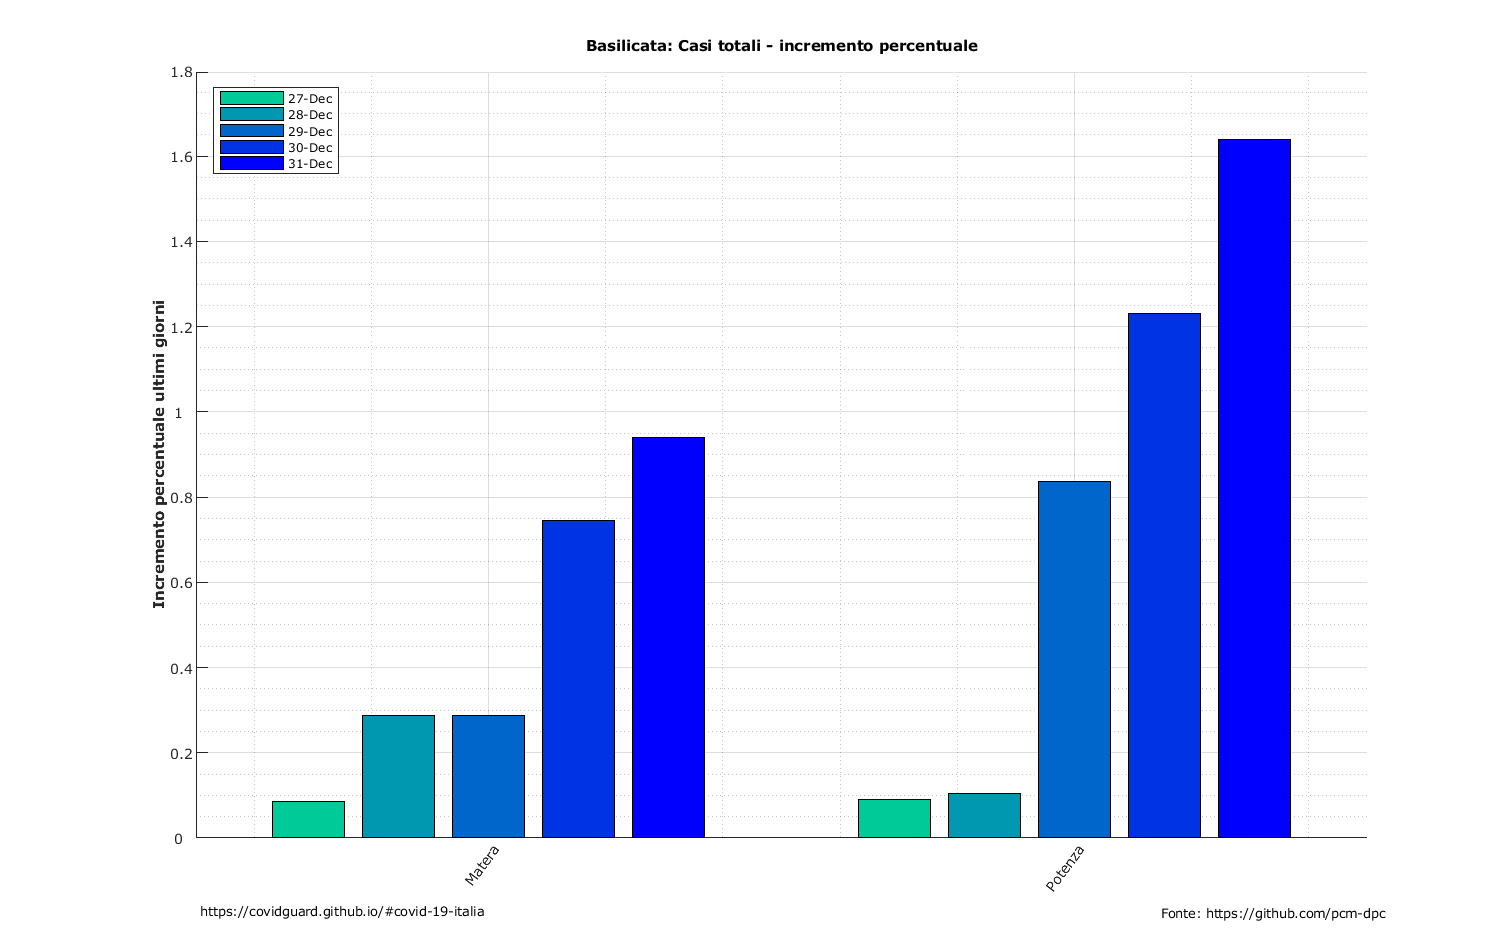 Basilicata: Casi totali - incremento percentuale
1.8
1.6
1.4
1.2
1
0.8
0.6
0.4
0.2
0
Incremento percentuale ultimi giorni
27-Dec
28-Dec
29-Dec
30-Dec
31-Dec
Matera
Potenza
https://covidguard.github.io/#covid-19-italia
Fonte: https://github.com/pcm-dpc